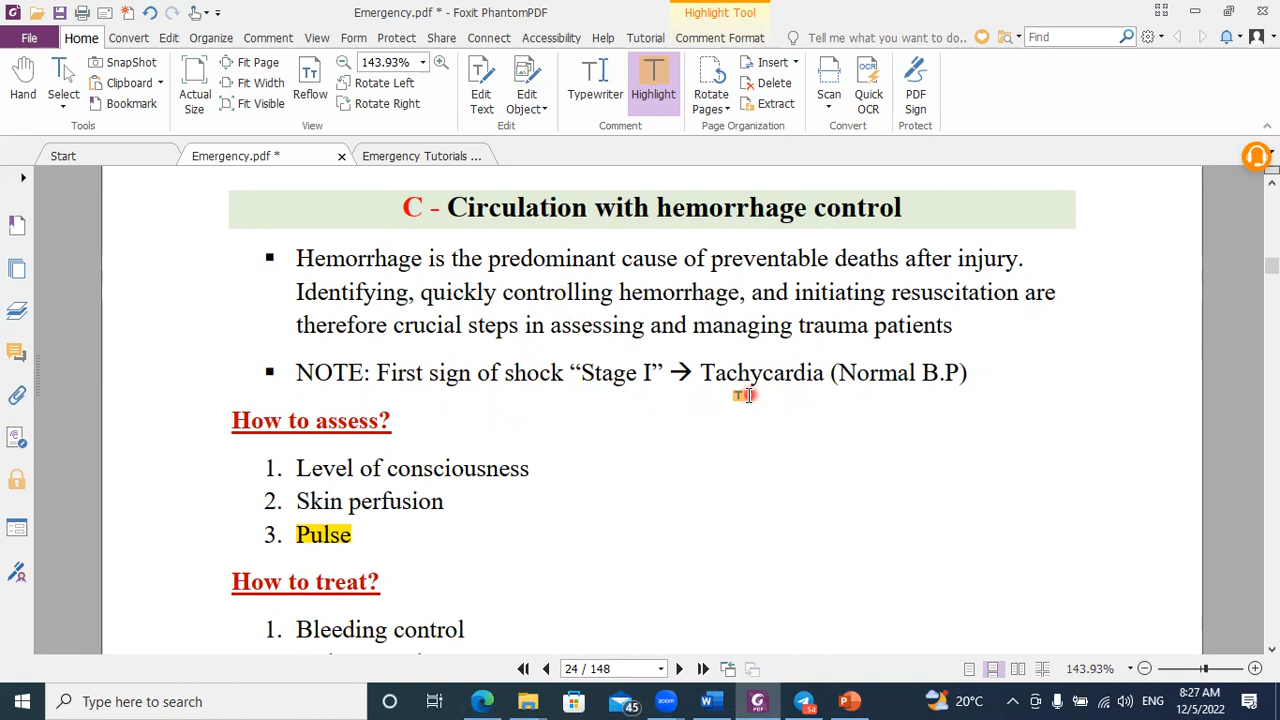 Emergency.pdf * - Foxit PhantomPDF
Highlight Tool
File Home Convert Edit Organize Comment View Form Protect Share Connect Accessibility Help Tutorial Comment Format Tell me what you want to do.. Find
Hand
Select
SnapShot
Clipboard
Bookmark
Tools
Actual
Size
Fit Page
Fit Width
Fit Visible
Reflow
143.93%
Rotate Left
Rotate Right
View
Edit
Text
Edit
Object
Edit
Typewriter
Highlight
Comment
Rotate
Pages
Insert
Delete
Extract
Page Organization
Scan
Quick
OCR
Convert
PDF
Sign
Protect
Start
Emergency.pdf *
Emergency Tutorials ...
C - Circulation with hemorrhage control
▪ Hemorrhage is the predominant cause of preventable deaths after injury.
Identifying, quickly controlling hemorrhage, and initiating resuscitation are
therefore crucial steps in assessing and managing trauma patients
▪ NOTE: First sign of shock “Stage I” → Tachycardia (Normal B.P)
How to assess?
1. Level of consciousness
2. Skin perfusion
3. Pulse
How to treat?
1. Bleeding control
24 / 148
143.93%
Type here to search
45
zoom
54
20°C
ENG
8:27 AM
12/5/2022